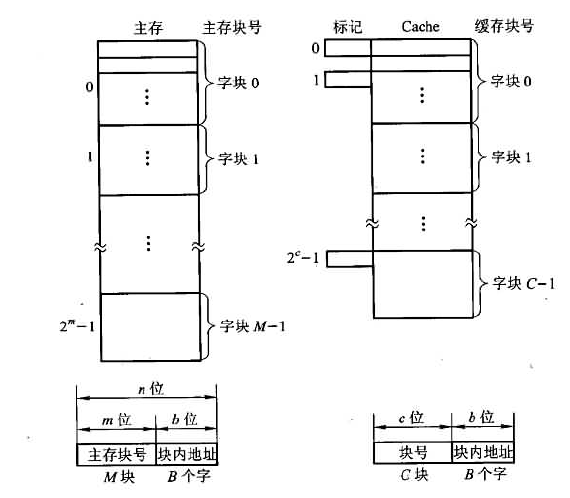 主存 主存块号
0 字块 0
1 字块 1
2^m−1 字块 M−1
n 位
m 位 b 位
主存块号 块内地址
M 块 B 个字
标记 Cache 缓存块号
0 字块 0
1
字块 1
2^c−1
字块 C−1
c 位 b 位
块号 块内地址
C 块 B 个字